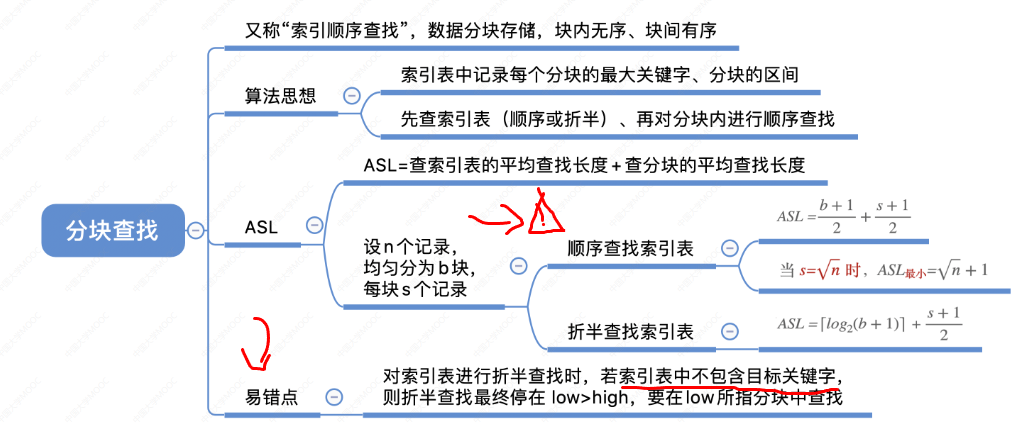 又称“索引顺序查找”，数据分块存储，块内无序、块间有序
索引表中记录每个分块的最大关键字、分块的区间
算法思想
先查索引表（顺序或折半）、再对分块内进行顺序查找
ASL=查索引表的平均查找长度+查分块的平均查找长度
分块查找
ASL
!
设n个记录，
均匀分为b块，
每块s个记录
顺序查找索引表
ASL=\frac{b+1}{2}+\frac{s+1}{2}
当 s=√n 时，ASL最小=√n+1
折半查找索引表
ASL=⌈log₂(b+1)⌉+\frac{s+1}{2}
易错点
对索引表进行折半查找时，若索引表中不包含目标关键字，
则折半查找最终停在 low>high，要在low所指分块中查找